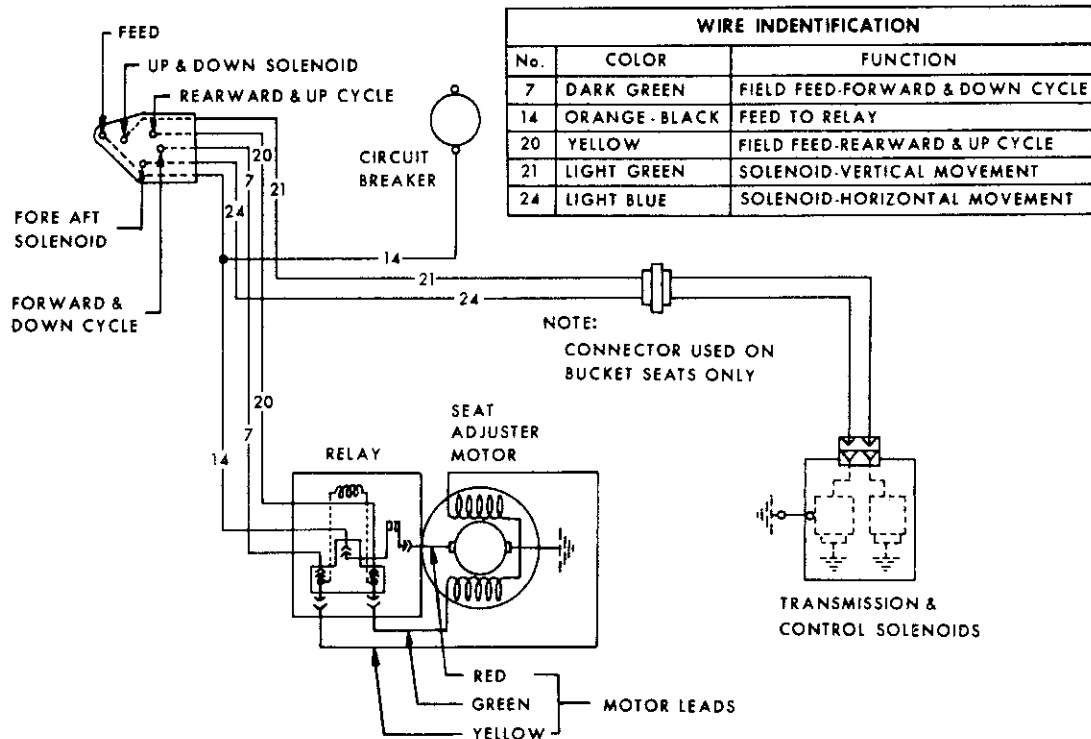 FEED
UP & DOWN SOLENOID
REARWARD & UP CYCLE
20
7
21
24
FORE AFT
SOLENOID
FORWARD &
DOWN CYCLE
CIRCUIT
BREAKER
WIRE INDENTIFICATION
No. COLOR FUNCTION
7 DARK GREEN FIELD FEED-FORWARD & DOWN CYCLE
14 ORANGE-BLACK FEED TO RELAY
20 YELLOW FIELD FEED-REARWARD & UP CYCLE
21 LIGHT GREEN SOLENOID-VERTICAL MOVEMENT
24 LIGHT BLUE SOLENOID-HORIZONTAL MOVEMENT
14
21
24
NOTE:
CONNECTOR USED ON
BUCKET SEATS ONLY
20
7
14
RELAY
SEAT
ADJUSTER
MOTOR
TRANSMISSION &
CONTROL SOLENOIDS
RED
GREEN
YELLOW
MOTOR LEADS